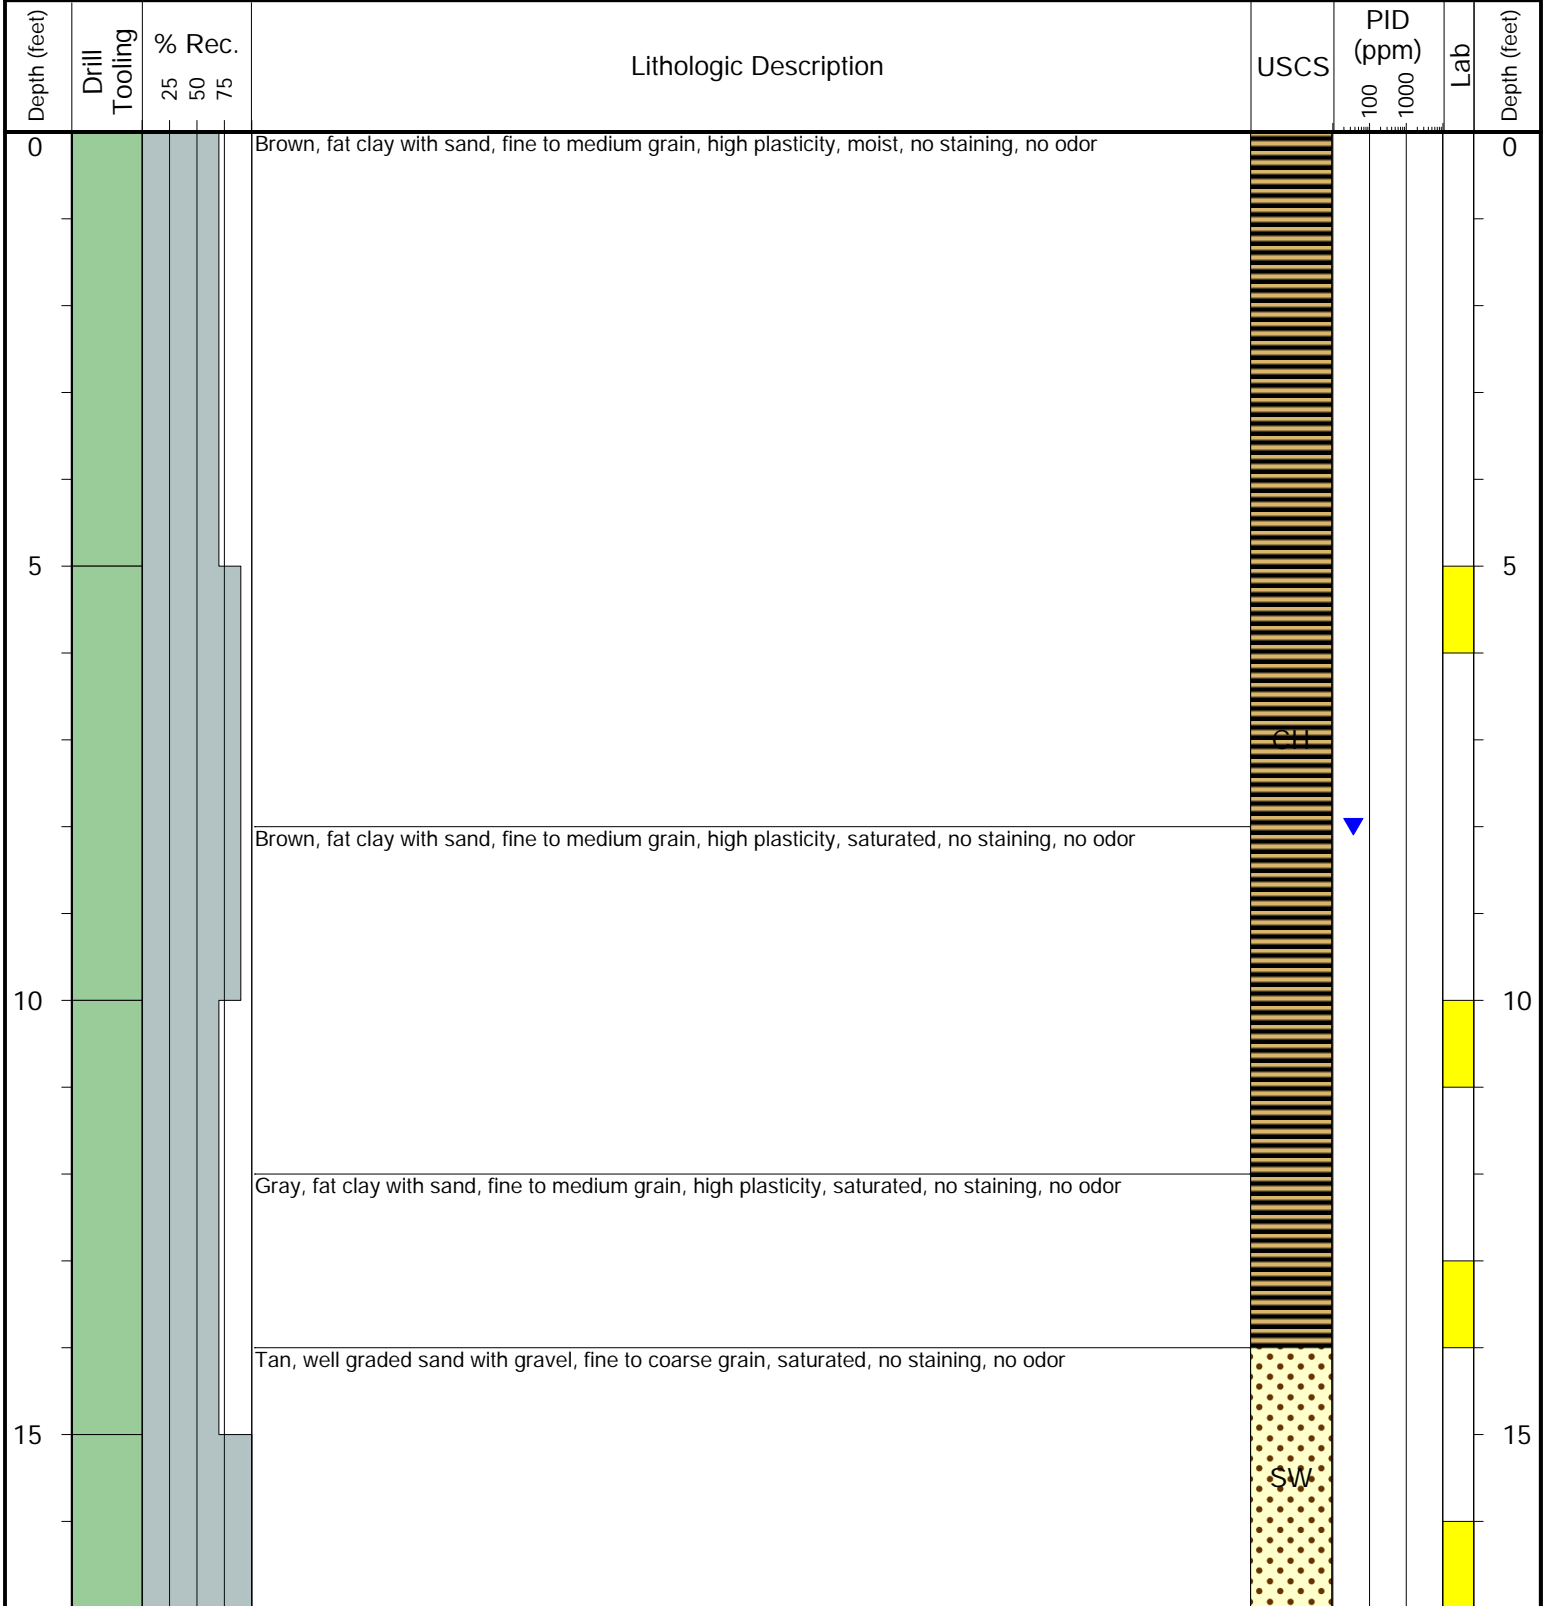 Depth (feet)
Drill
Tooling
% Rec.
25
50
75
Lithologic Description
USCS
PID
(ppm)
100
1000
Lab
Depth (feet)
0
Brown, fat clay with sand, fine to medium grain, high plasticity, moist, no staining, no odor
0
5
5
CH
Brown, fat clay with sand, fine to medium grain, high plasticity, saturated, no staining, no odor
10
10
Gray, fat clay with sand, fine to medium grain, high plasticity, saturated, no staining, no odor
Tan, well graded sand with gravel, fine to coarse grain, saturated, no staining, no odor
15
15
SW